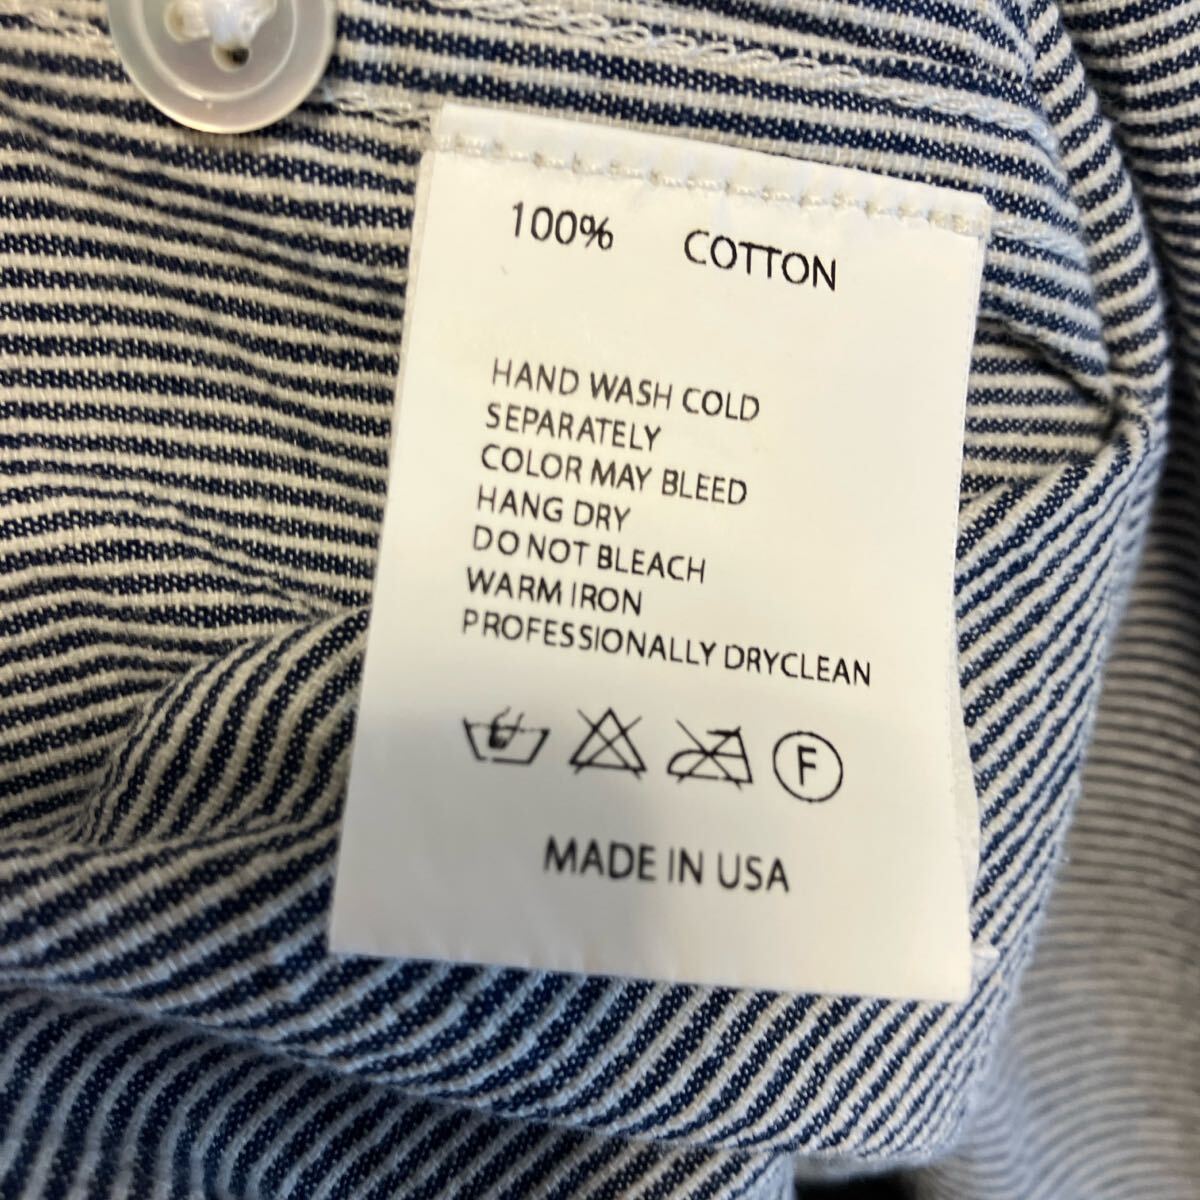 100% COTTON
HAND WASH COLD
SEPARATELY
COLOR MAY BLEED
HANG DRY
DO NOT BLEACH
WARM IRON
PROFESSIONALLY DRYCLEAN
F
MADE IN USA